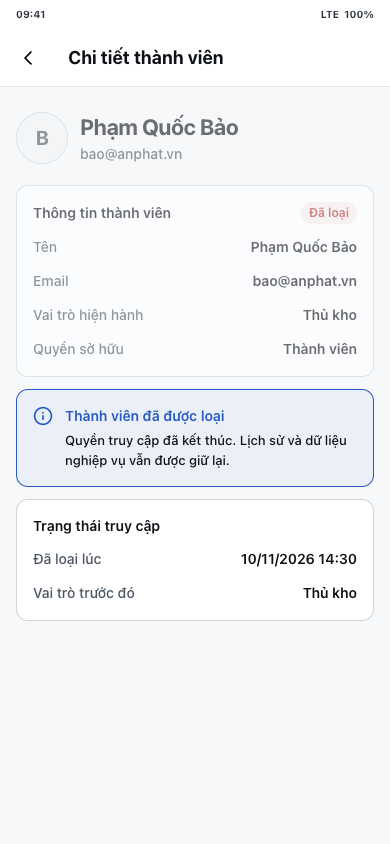 09:41
LTE 100%
Chi tiết thành viên
B
Phạm Quốc Bảo
bao@anphat.vn
Thông tin thành viên
Đã loại
Tên
Phạm Quốc Bảo
Email
bao@anphat.vn
Vai trò hiện hành
Thủ kho
Quyền sở hữu
Thành viên
Thành viên đã được loại
Quyền truy cập đã kết thúc. Lịch sử và dữ liệu
nghiệp vụ vẫn được giữ lại.
Trạng thái truy cập
Đã loại lúc
10/11/2026 14:30
Vai trò trước đó
Thủ kho